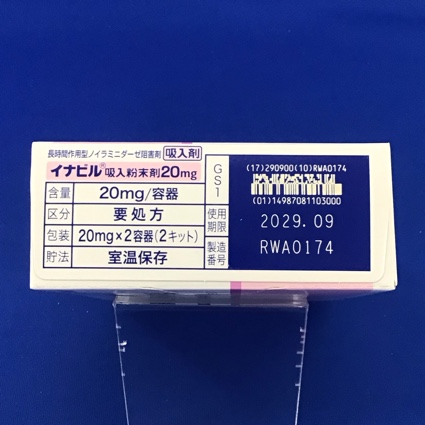 長時間作用型ノイラミニダーゼ阻害剤 吸入剤
イナビル® 吸入粉末剤20mg
含量 20mg/容器
区分 要処方
包装 20mg×2容器(2キット)
貯法 室温保存
GS1
(17)290900(10)RWA0174
(01)14987081103000
使用期限 2029.09
製造番号 RWA0174